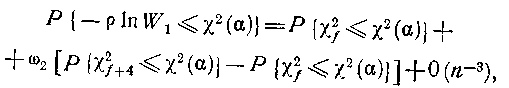 P {−ρ ln W₁ ⩽ χ² (α)} = P {χ²_f ⩽ χ² (α)} +
+ ω₂ [P {χ²_{f+4} ⩽ χ² (α)} − P {χ²_f ⩽ χ² (α)}] + 0 (n⁻³),